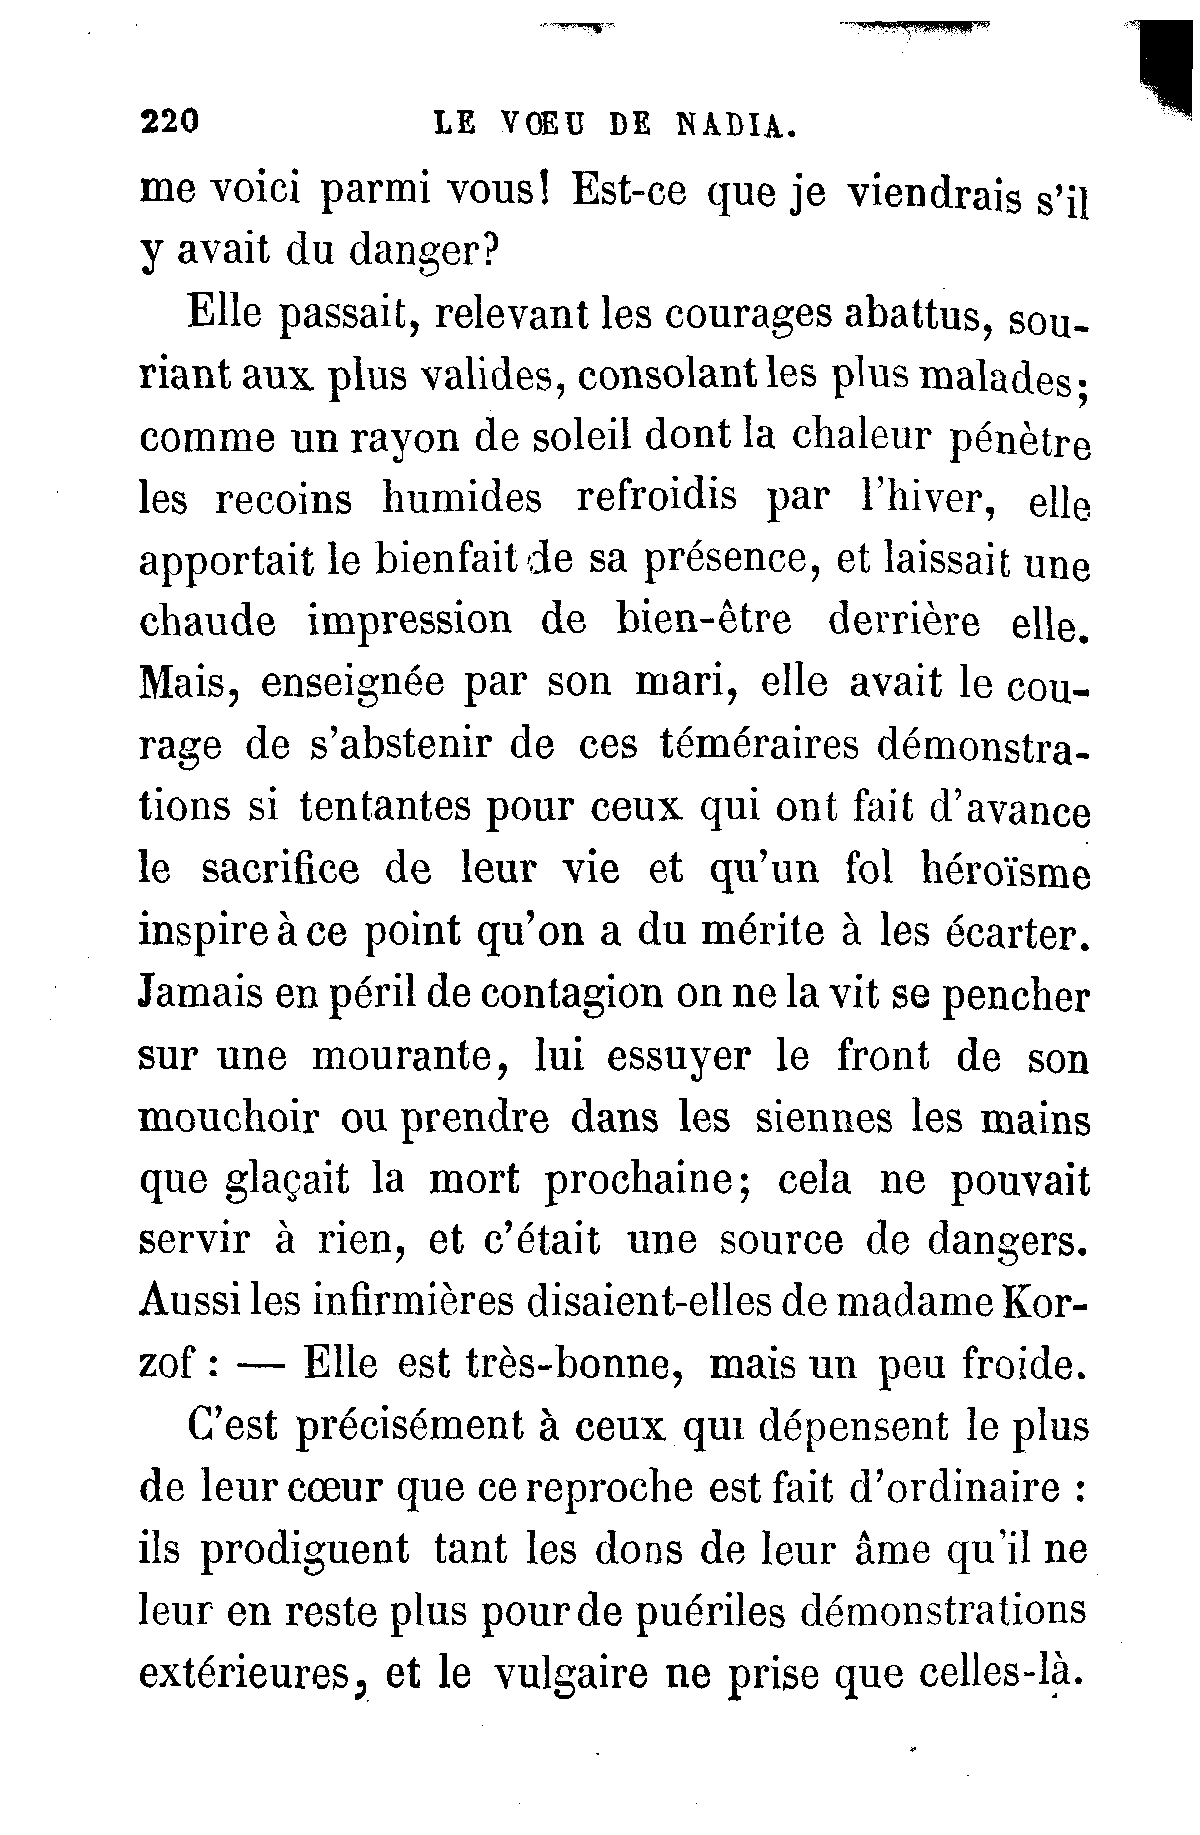 220 LE VŒU DE NADIA.
me voici parmi vous! Est-ce que je viendrais s'il
y avait du danger?
Elle passait, relevant les courages abattus, sou-
riant aux plus valides, consolant les plus malades;
comme un rayon de soleil dont la chaleur pénètre
les recoins humides refroidis par l'hiver, elle
apportait le bienfait de sa présence, et laissait une
chaude impression de bien-être derrière elle.
Mais, enseignée par son mari, elle avait le cou-
rage de s'abstenir de ces téméraires démonstra-
tions si tentantes pour ceux qui ont fait d'avance
le sacrifice de leur vie et qu'un fol héroïsme
inspire à ce point qu'on a du mérite à les écarter.
Jamais en péril de contagion on ne la vit se pencher
sur une mourante, lui essuyer le front de son
mouchoir ou prendre dans les siennes les mains
que glaçait la mort prochaine; cela ne pouvait
servir à rien, et c'était une source de dangers.
Aussi les infirmières disaient-elles de madame Kor-
zof : — Elle est très-bonne, mais un peu froide.
C'est précisément à ceux qui dépensent le plus
de leur cœur que ce reproche est fait d'ordinaire :
ils prodiguent tant les dons de leur âme qu'il ne
leur en reste plus pour de puériles démonstrations
extérieures, et le vulgaire ne prise que celles-là.